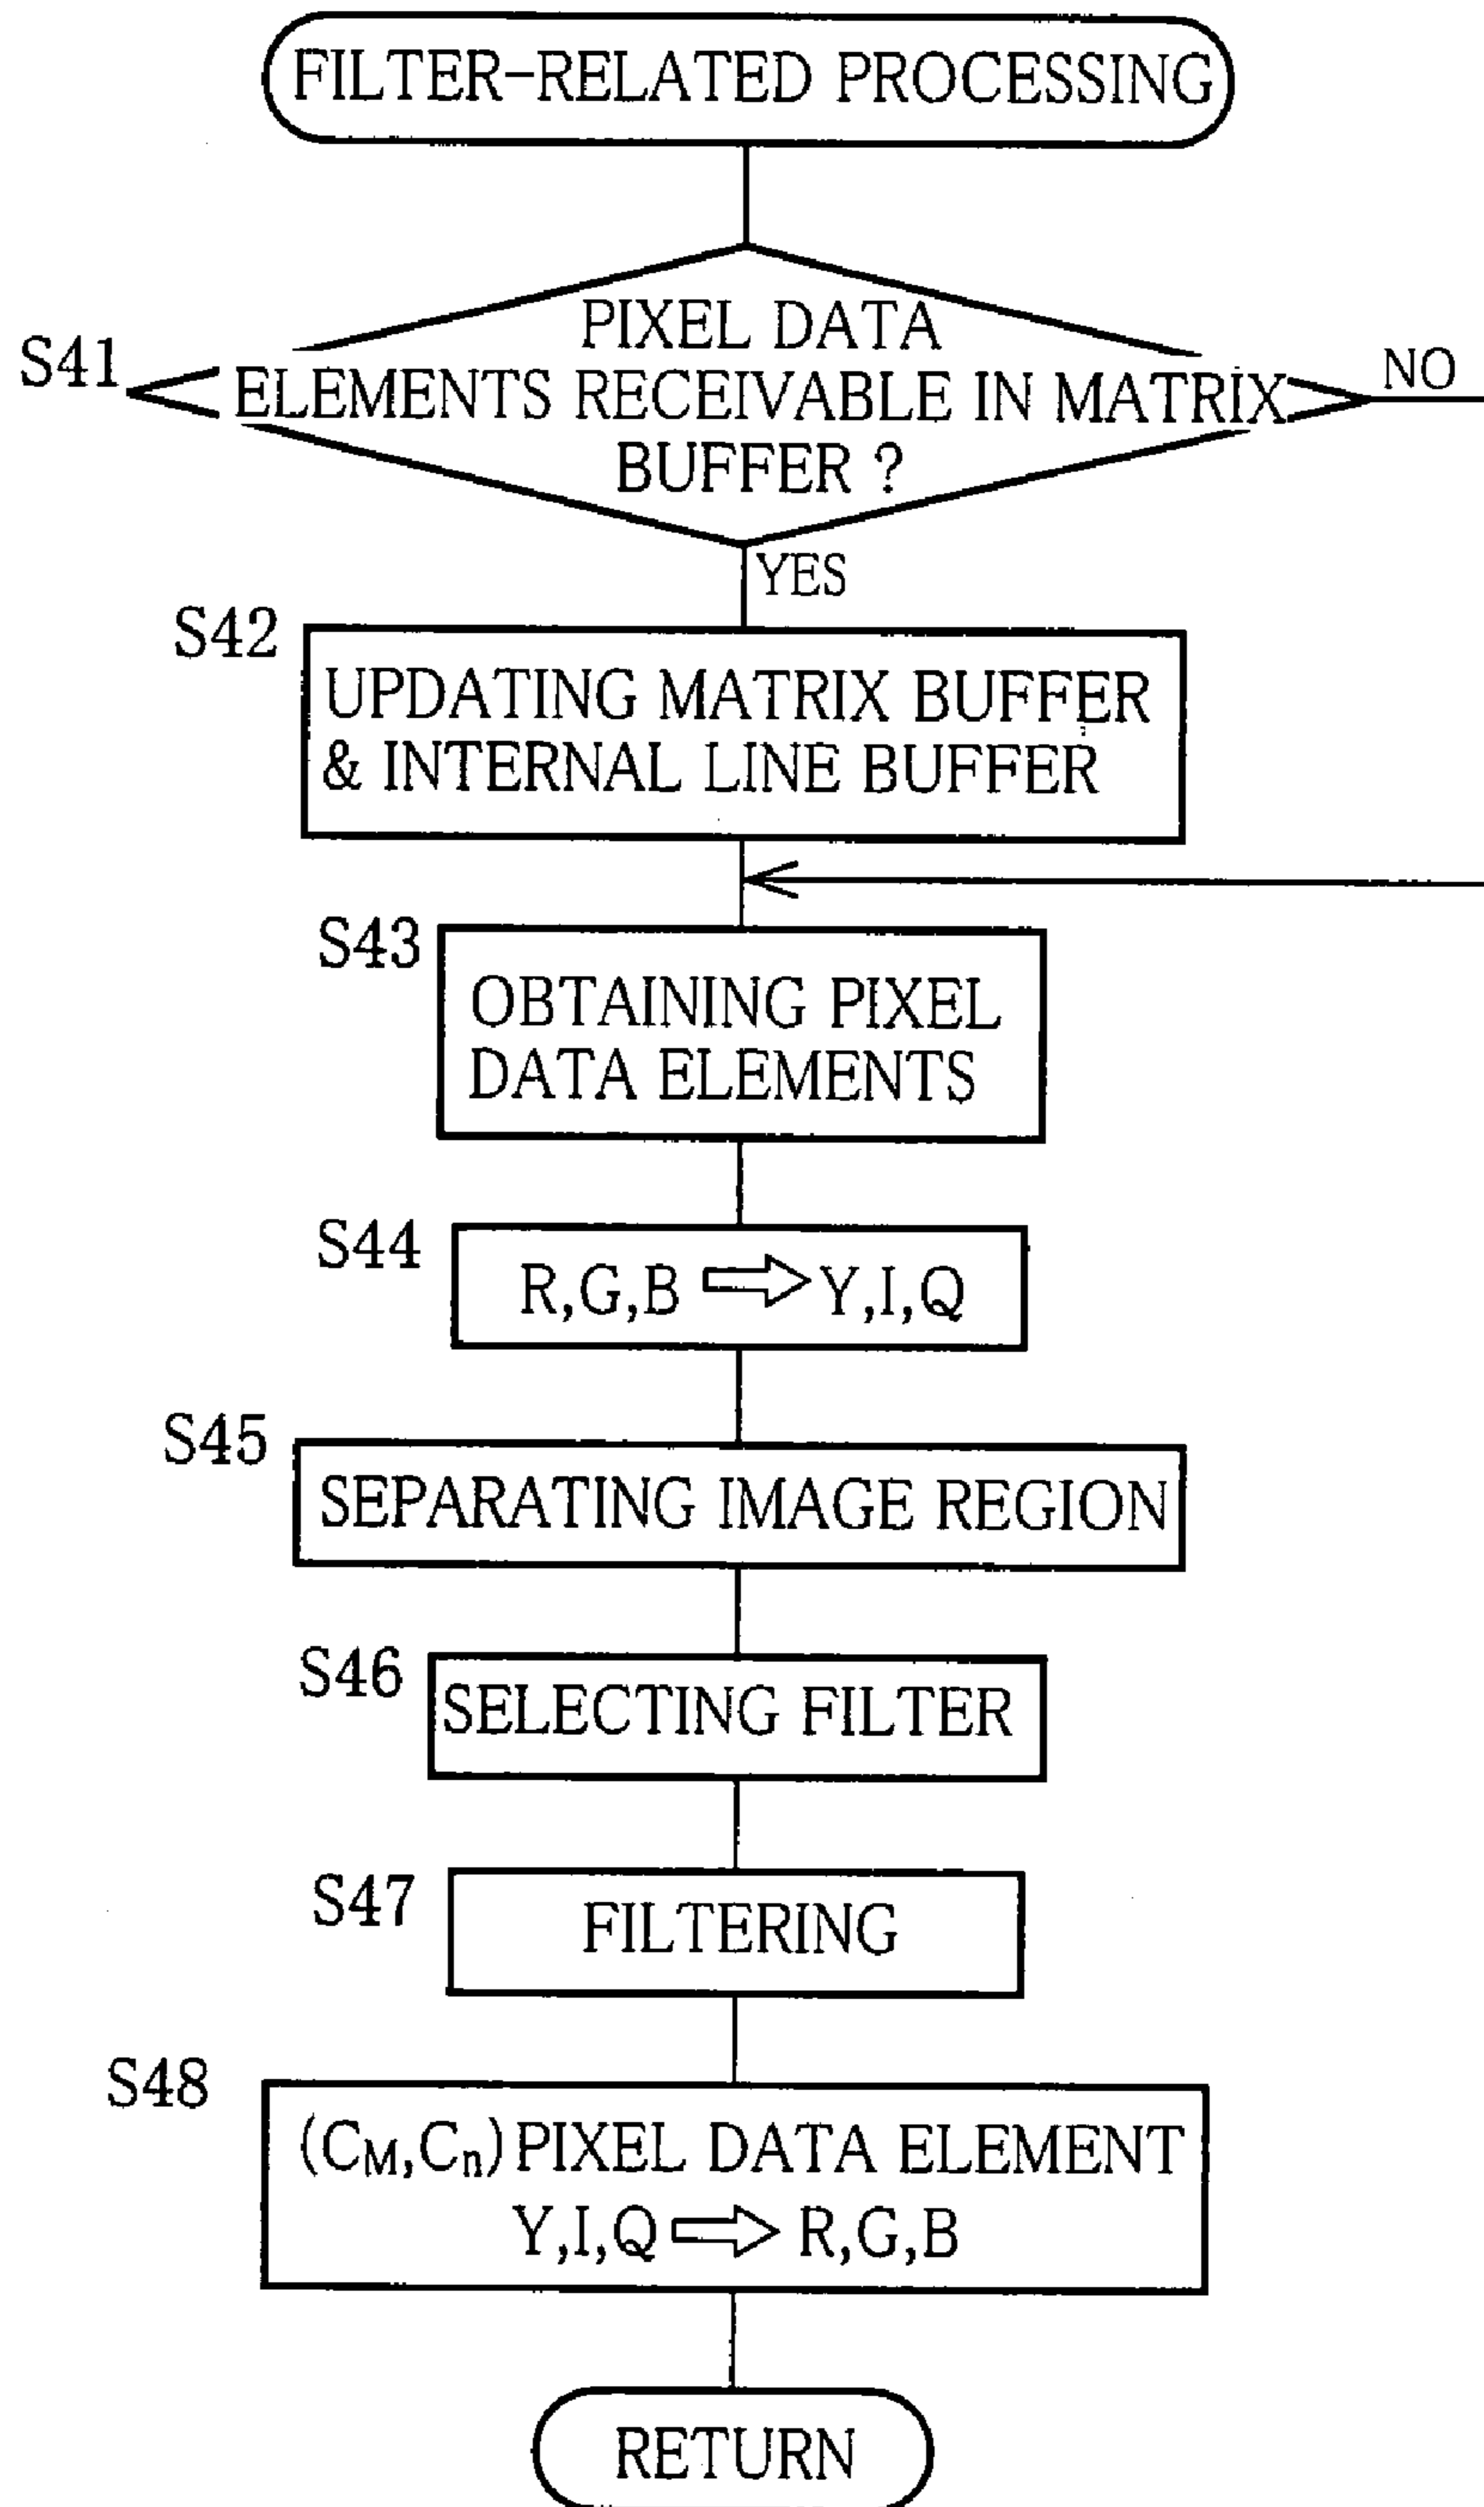 FILTER-RELATED PROCESSING
S41
PIXEL DATA
ELEMENTS RECEIVABLE IN MATRIX
BUFFER ?
NO
YES
S42
UPDATING MATRIX BUFFER
& INTERNAL LINE BUFFER
S43
OBTAINING PIXEL
DATA ELEMENTS
S44
R,G,B ⇨ Y,I,Q
S45
SEPARATING IMAGE REGION
S46
SELECTING FILTER
S47
FILTERING
S48
(CM,Cn) PIXEL DATA ELEMENT
Y,I,Q ⇨ R,G,B
RETURN